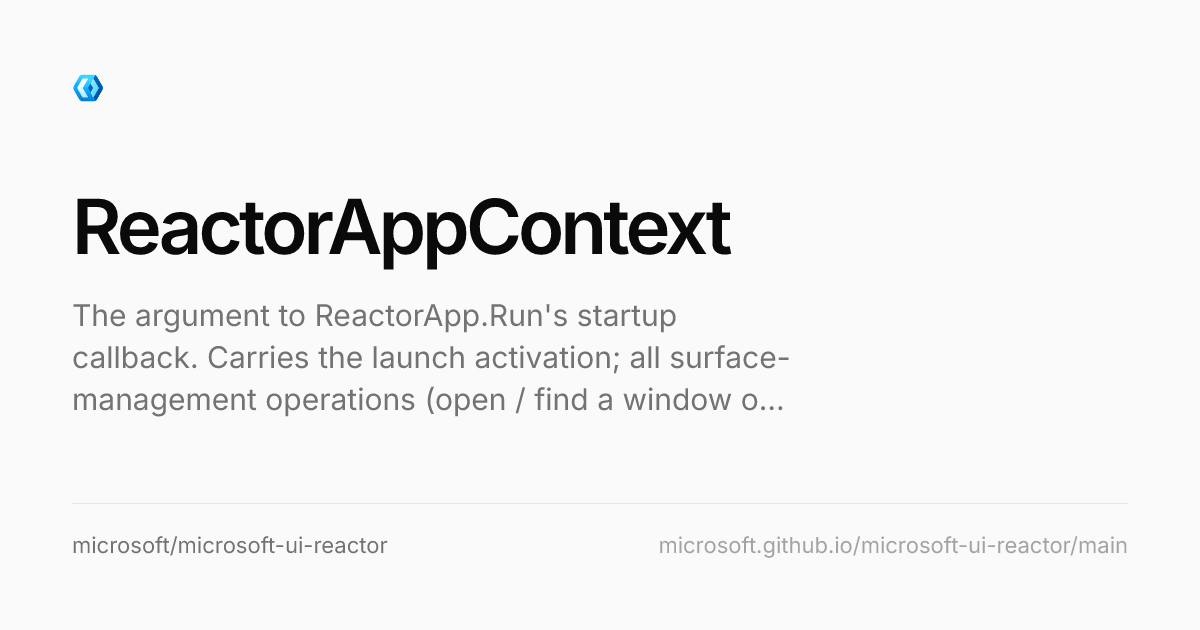 ReactorAppContext
The argument to ReactorApp.Run's startup
callback. Carries the launch activation; all surface-
management operations (open / find a window o...
microsoft/microsoft-ui-reactor
microsoft.github.io/microsoft-ui-reactor/main